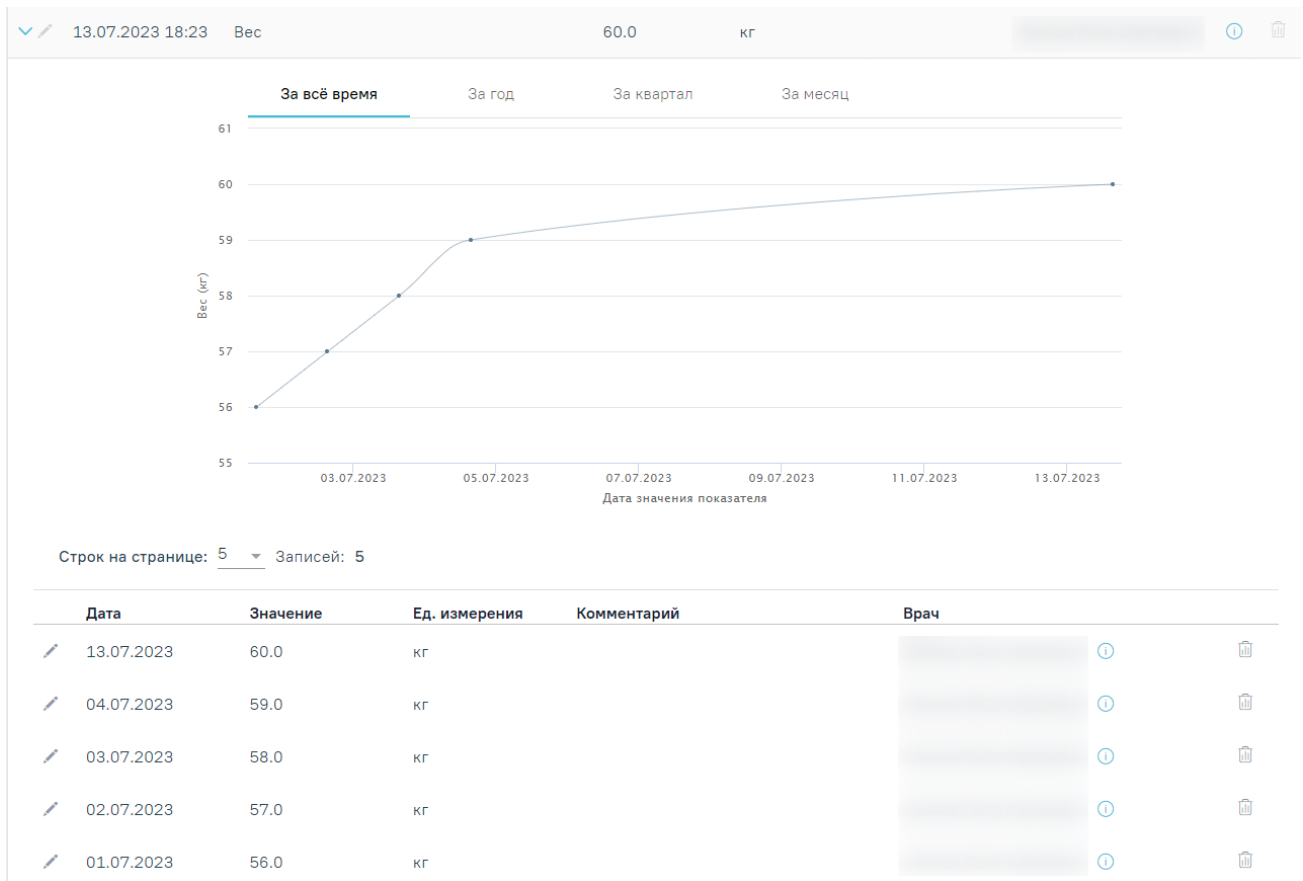 13.07.2023 18:23 Вес 60.0 кг
За всё время За год За квартал За месяц
61
60
59
58
57
56
55
Вес (кг)
03.07.2023 05.07.2023 07.07.2023 09.07.2023 11.07.2023 13.07.2023
Дата значения показателя
Строк на странице: 5 Записей: 5
Дата Значение Ед. измерения Комментарий Врач
13.07.2023 60.0 кг
04.07.2023 59.0 кг
03.07.2023 58.0 кг
02.07.2023 57.0 кг
01.07.2023 56.0 кг